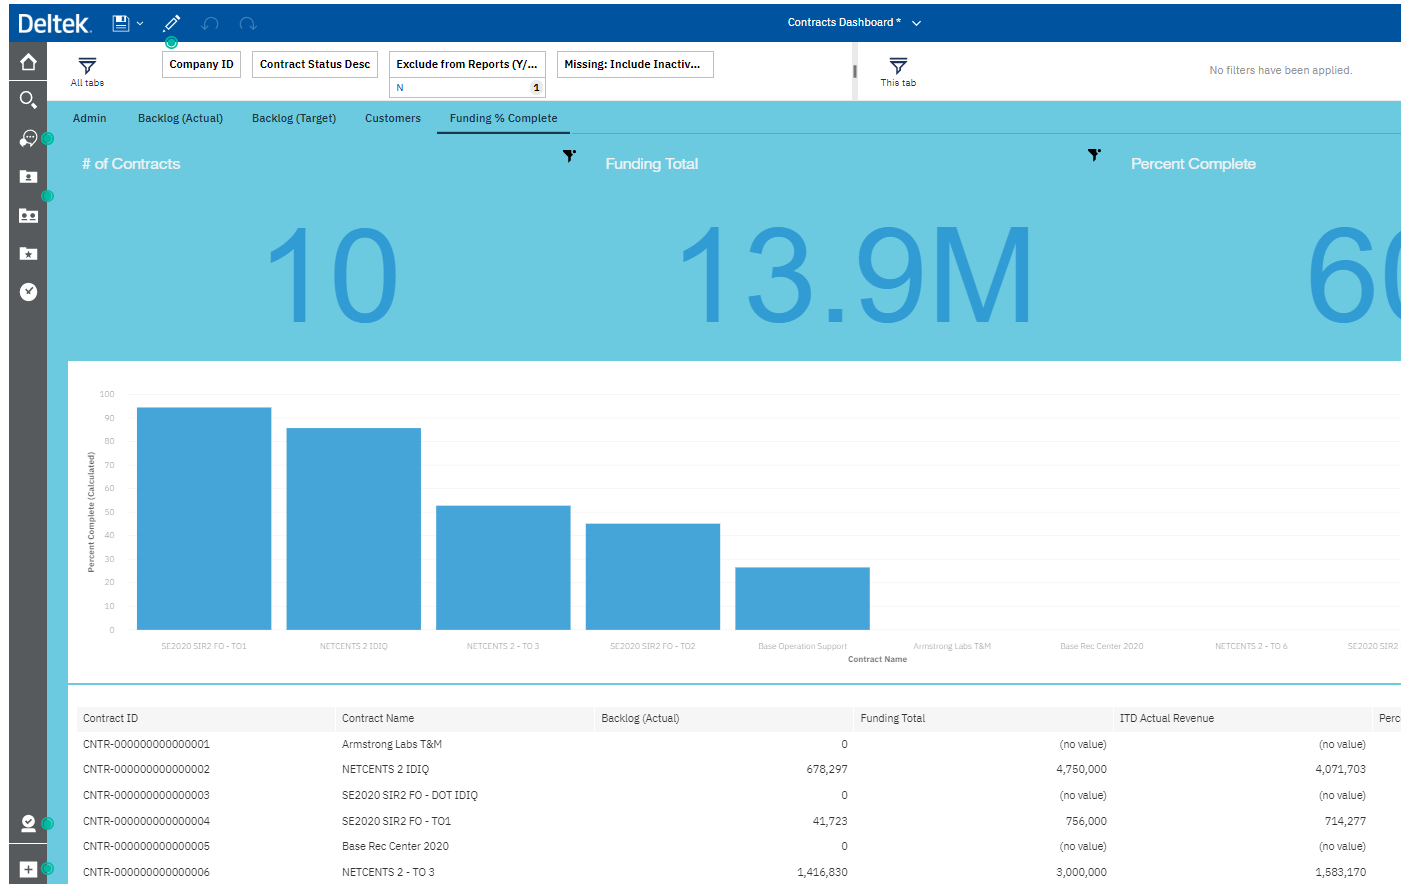 Deltek.
Contracts Dashboard *
All tabs
Company ID
Contract Status Desc
Exclude from Reports (Y/...
N
1
Missing: Include Inactiv...
This tab
No filters have been applied.
Admin
Backlog (Actual)
Backlog (Target)
Customers
Funding % Complete
# of Contracts
Funding Total
Percent Complete
10
13.9M
60
100
90
80
70
60
50
40
30
20
10
0
Percent Complete (Calculated)
SE2020 SIR2 FO - TO1
NETCENTS 2 IDIQ
NETCENTS 2 - TO 3
SE2020 SIR2 FO - TO2
Base Operation Support
Armstrong Labs T&M
Base Rec Center 2020
NETCENTS 2 - TO 6
SE2020 SIR2
Contract Name
Contract ID Contract Name Backlog (Actual) Funding Total ITD Actual Revenue Perc
CNTR-000000000000001 Armstrong Labs T&M 0 (no value) (no value)
CNTR-000000000000002 NETCENTS 2 IDIQ 678,297 4,750,000 4,071,703
CNTR-000000000000003 SE2020 SIR2 FO - DOT IDIQ 0 (no value) (no value)
CNTR-000000000000004 SE2020 SIR2 FO - TO1 41,723 756,000 714,277
CNTR-000000000000005 Base Rec Center 2020 0 (no value) (no value)
CNTR-000000000000006 NETCENTS 2 - TO 3 1,416,830 3,000,000 1,583,170